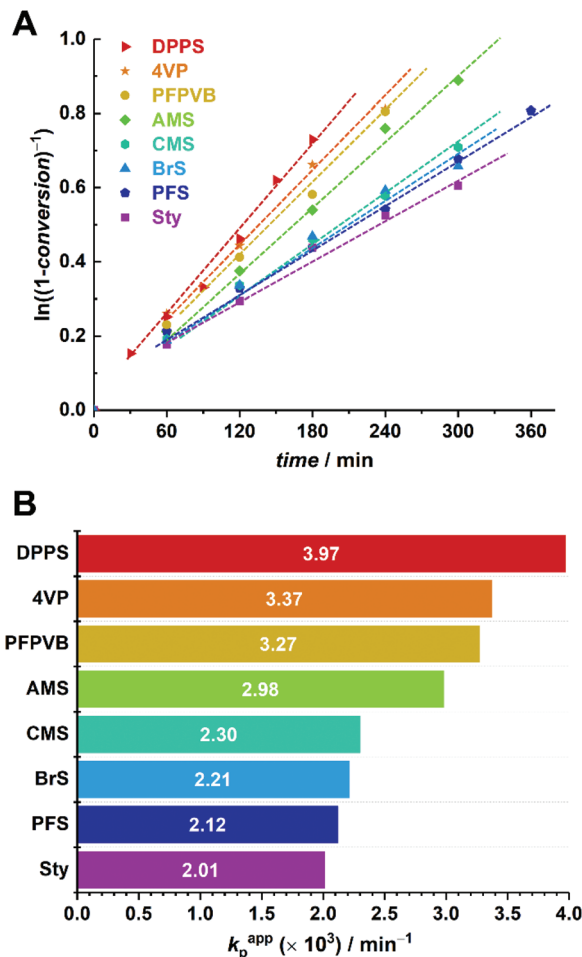 A
1.0
0.8
0.6
0.4
0.2
0.0
ln((1-conversion)⁻¹)
DPPS
4VP
PFPVB
AMS
CMS
BrS
PFS
Sty
0 60 120 180 240 300 360
time / min
B
DPPS 3.97
4VP 3.37
PFPVB 3.27
AMS 2.98
CMS 2.30
BrS 2.21
PFS 2.12
Sty 2.01
0.0 0.5 1.0 1.5 2.0 2.5 3.0 3.5 4.0
kₚᵃᵖᵖ (× 10³) / min⁻¹